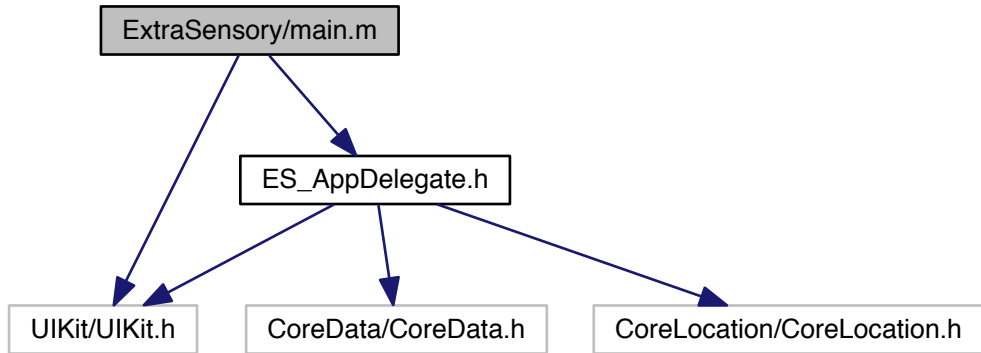 ExtraSensory/main.m
ES_AppDelegate.h
UIKit/UIKit.h
CoreData/CoreData.h
CoreLocation/CoreLocation.h